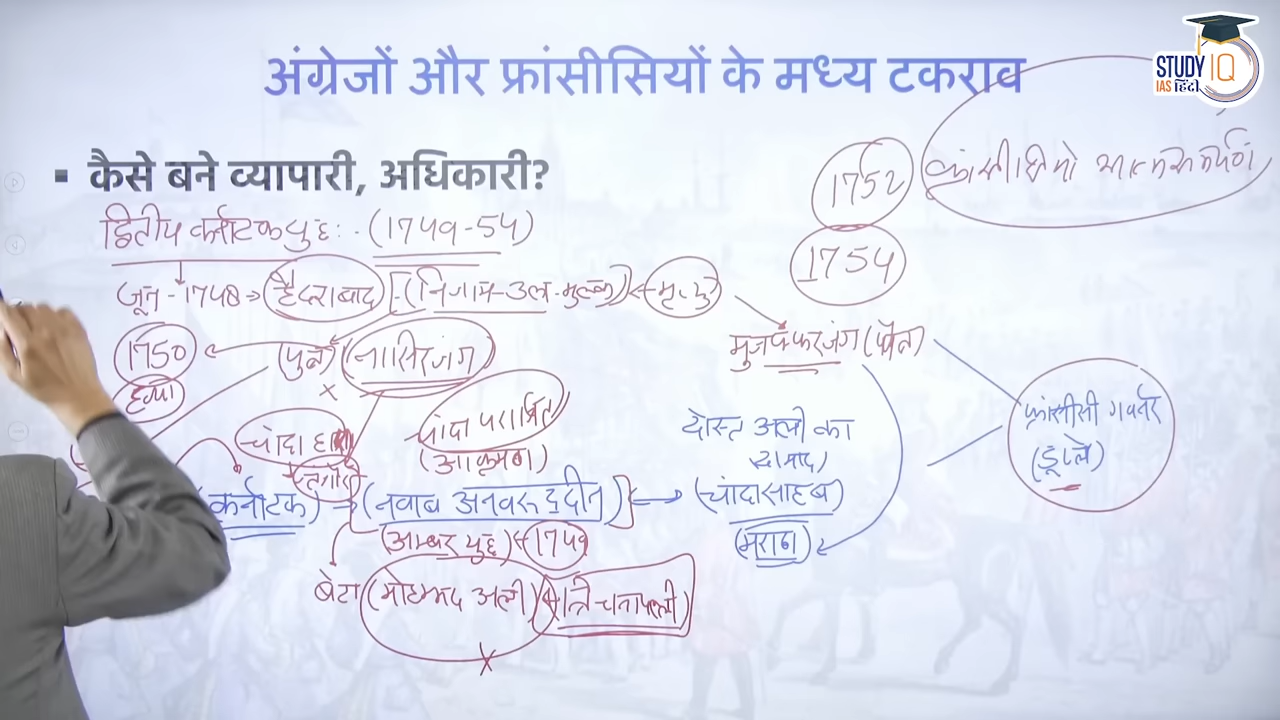 STUDY IQ
IAS हिंदी
अंग्रेजों और फ्रांसीसियों के मध्य टकराव
▪ कैसे बने व्यापारी, अधिकारी?
1752 आत्मसमर्पण
द्वितीय कर्नाटक युद्ध:- (1749-54)
1754
जून-1748 → हैदराबाद [(निजाम-उल-मुल्क) ← मृत्यु
1750 पुत्र (नासिरजंग)
मुजफ्फरजंग (पौत्र)
हत्या
फ्रांसीसी गवर्नर
(डूप्ले)
चांदा
दोस्त अली का
दामाद
तंजौर (आक्रमण)
(कर्नाटक) → (नवाब अनवरुद्दीन) (चांदासाहब)
(अम्बर युद्ध) 1749 (मराठा)
बेटा (मोहम्मद अली) (त्रिचनापल्ली)